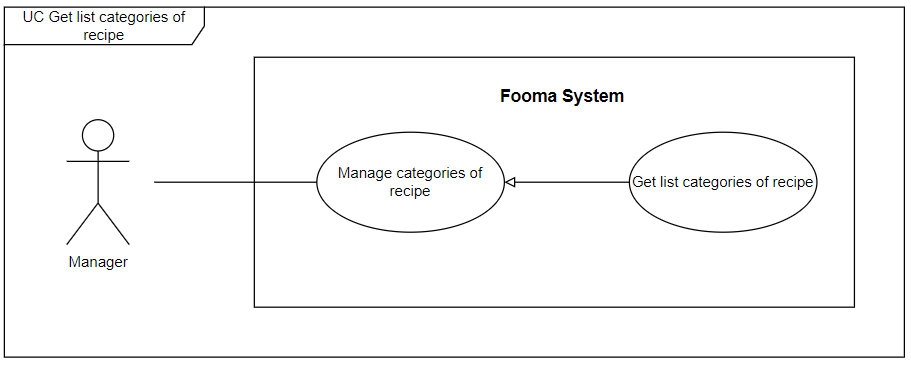 UC Get list categories of
recipe
Fooma System
Manage categories of
recipe
Get list categories of recipe
Manager